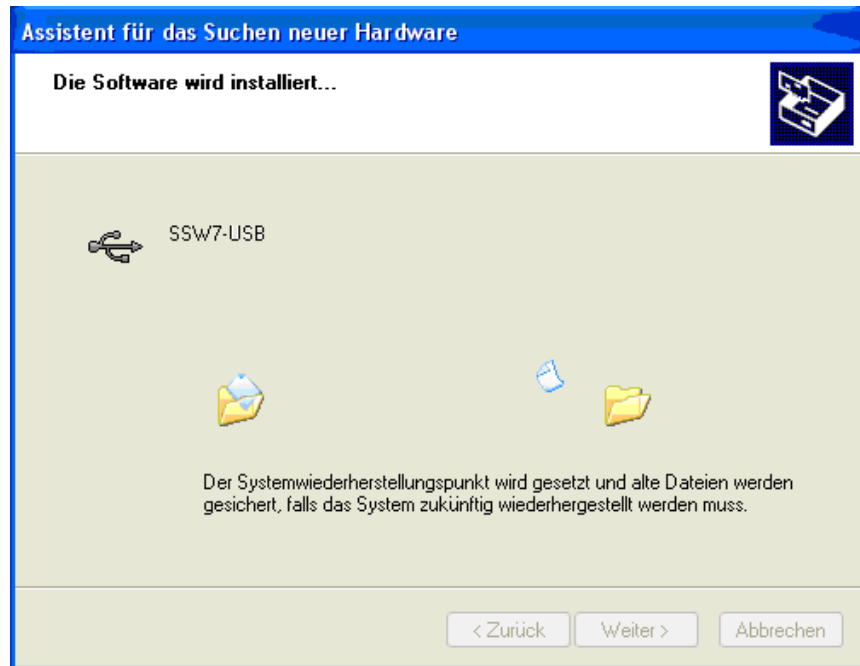 Assistent für das Suchen neuer Hardware
Die Software wird installiert...
SSW7-USB
Der Systemwiederherstellungspunkt wird gesetzt und alte Dateien werden
gesichert, falls das System zukünftig wiederhergestellt werden muss.
< Zurück
Weiter >
Abbrechen